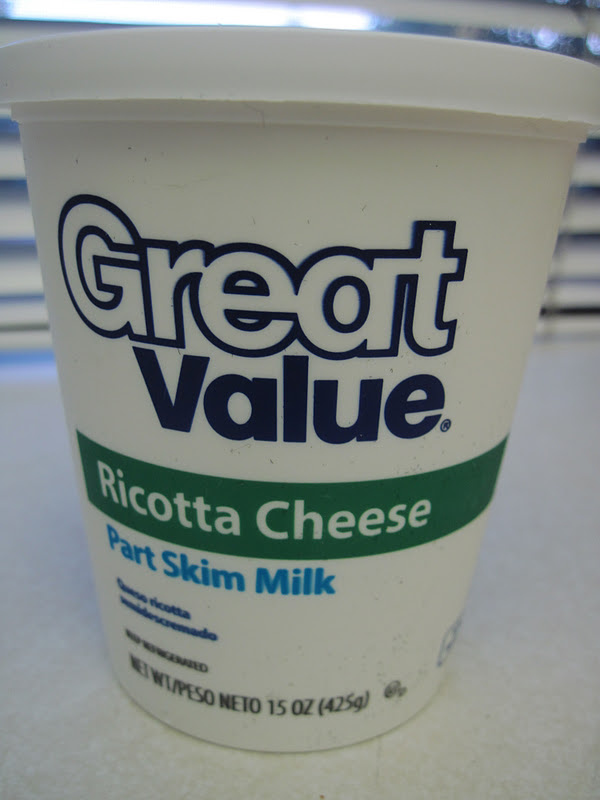 Great
Value®
Ricotta Cheese
Part Skim Milk
Queso ricotta
semidescremado
KEEP REFRIGERATED
NET WT/PESO NETO 15 OZ (425g)